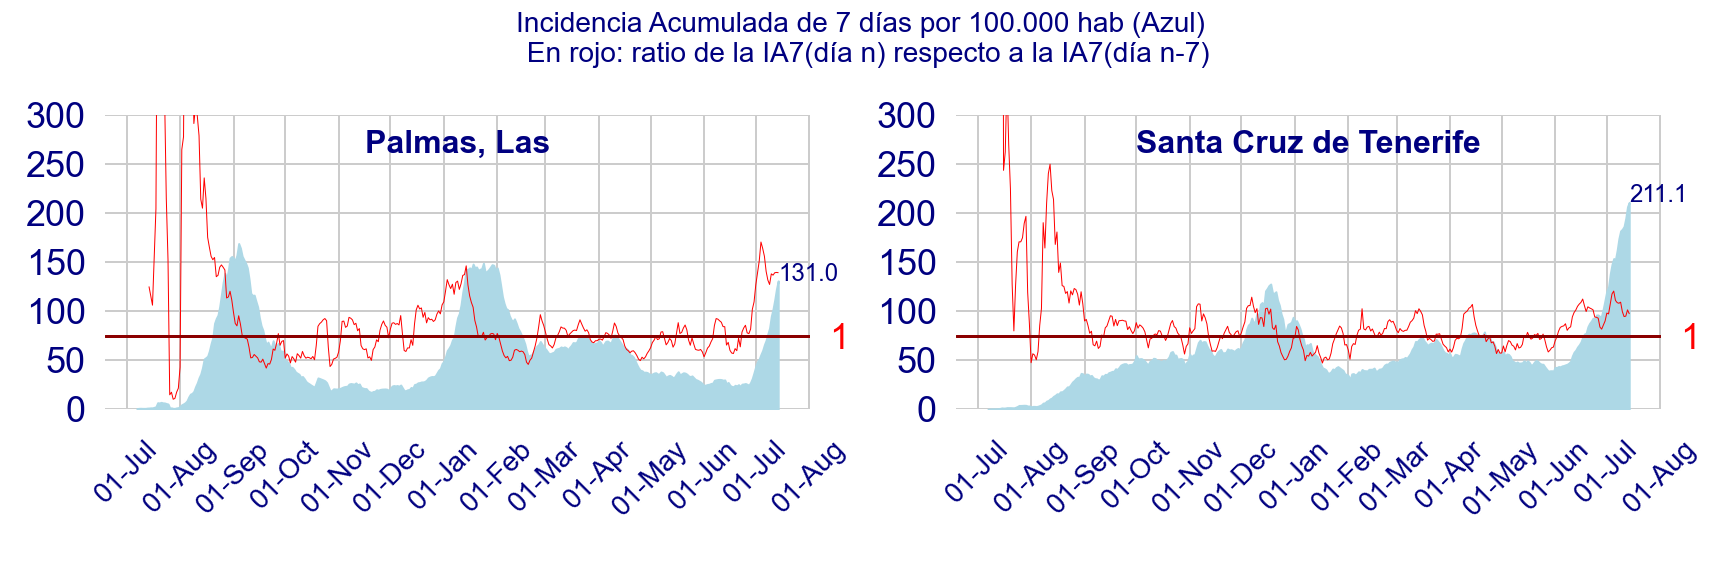 Incidencia Acumulada de 7 días por 100.000 hab (Azul)
En rojo: ratio de la IA7(día n) respecto a la IA7(día n-7)
Palmas, Las
300
250
200
150
100
50
0
131.0
1
01-Jul
01-Aug
01-Sep
01-Oct
01-Nov
01-Dec
01-Jan
01-Feb
01-Mar
01-Apr
01-May
01-Jun
01-Jul
01-Aug
Santa Cruz de Tenerife
300
250
200
150
100
50
0
211.1
1
01-Jul
01-Aug
01-Sep
01-Oct
01-Nov
01-Dec
01-Jan
01-Feb
01-Mar
01-Apr
01-May
01-Jun
01-Jul
01-Aug